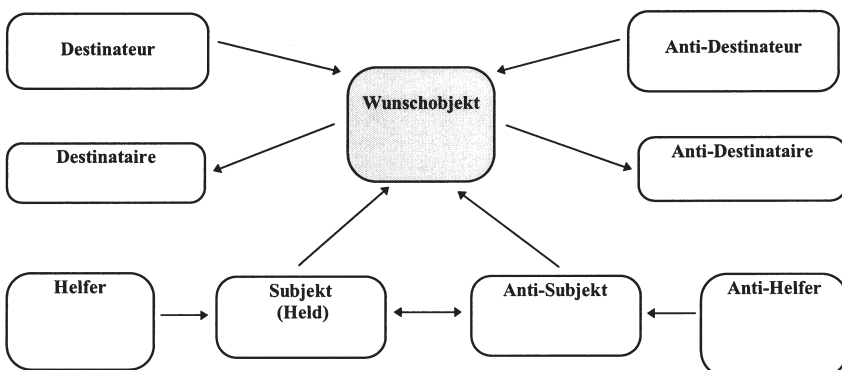 Destinateur
Anti-Destinateur
Wunschobjekt
Destinataire
Anti-Destinataire
Helfer
Subjekt
(Held)
Anti-Subjekt
Anti-Helfer